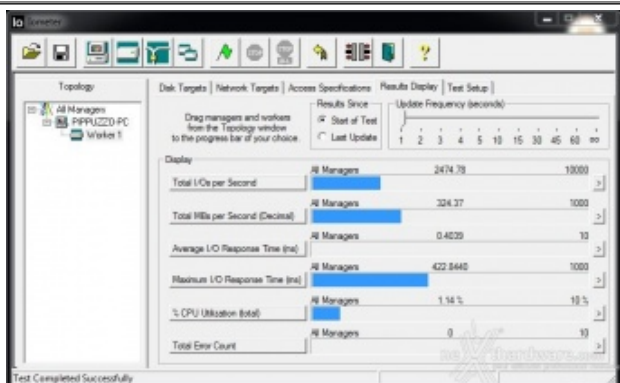 Iometer
Topology
All Managers
PIPPUZZO-PC
Worker 1
Disk Targets | Network Targets | Access Specifications | Results Display | Test Setup
Drag managers and workers
from the Topology window
to the progress bar of your choice.
Results Since
Start of Test
Last Update
Update Frequency (seconds)
1 2 3 4 5 10 15 30 45 60 ∞
Display
All Managers 2474.78 10000
Total I/Os per Second
All Managers 324.37 1000
Total MBs per Second (Decimal)
All Managers 0.4039 10
Average I/O Response Time (ms)
All Managers 422.8440 1000
Maximum I/O Response Time (ms)
All Managers 1.14 % 10 %
% CPU Utilization (total)
All Managers 0 10
Total Error Count
Test Completed Successfully